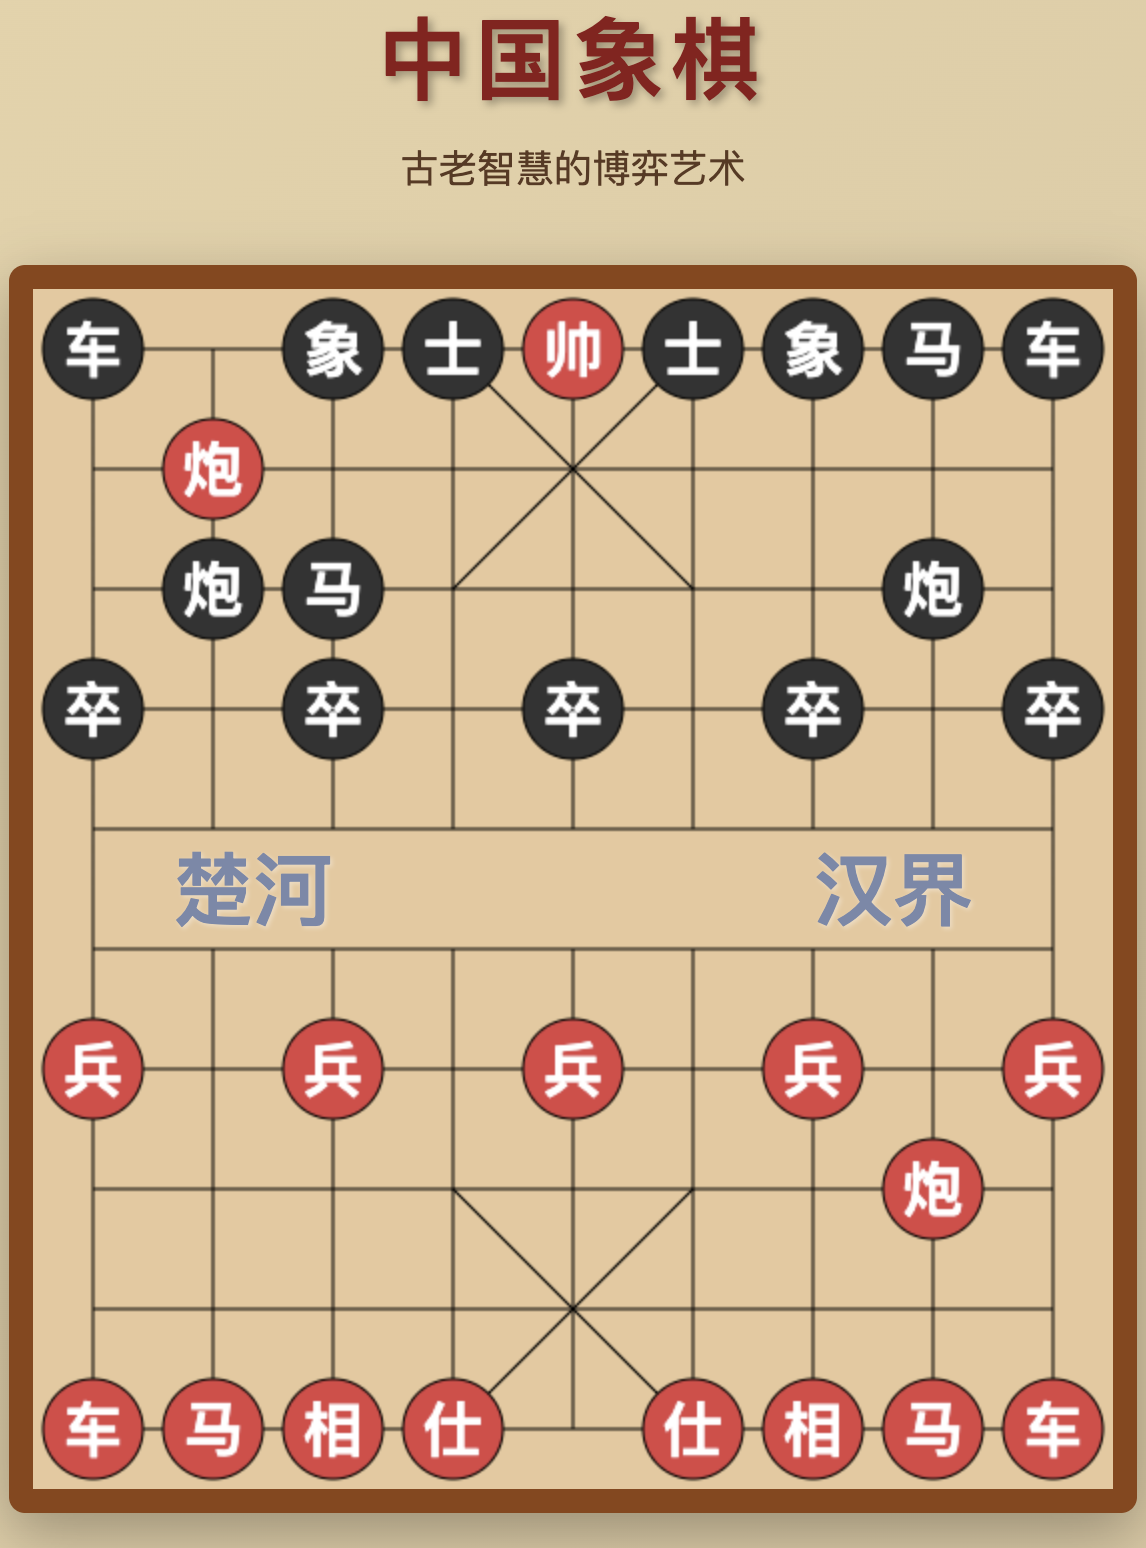 中国象棋
古老智慧的博弈艺术
车 象 士 帅 士 象 马 车
炮
炮 马 炮
卒 卒 卒 卒 卒
楚河 汉界
兵 兵 兵 兵 兵
炮
车 马 相 仕 仕 相 马 车